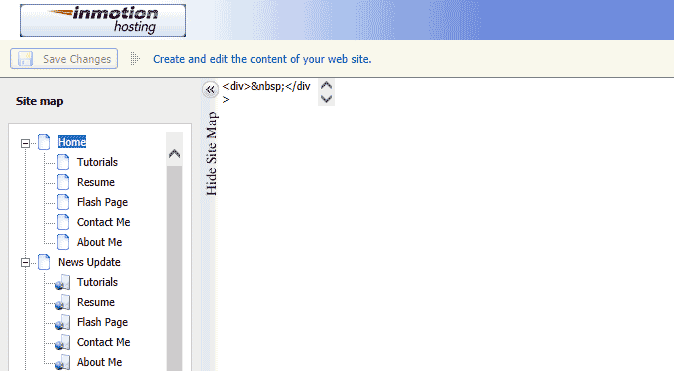 inmotion
hosting
Save Changes
Create and edit the content of your web site.
Site map
<div>&nbsp;</div
>
Hide Site Map
Home
Tutorials
Resume
Flash Page
Contact Me
About Me
News Update
Tutorials
Resume
Flash Page
Contact Me
About Me